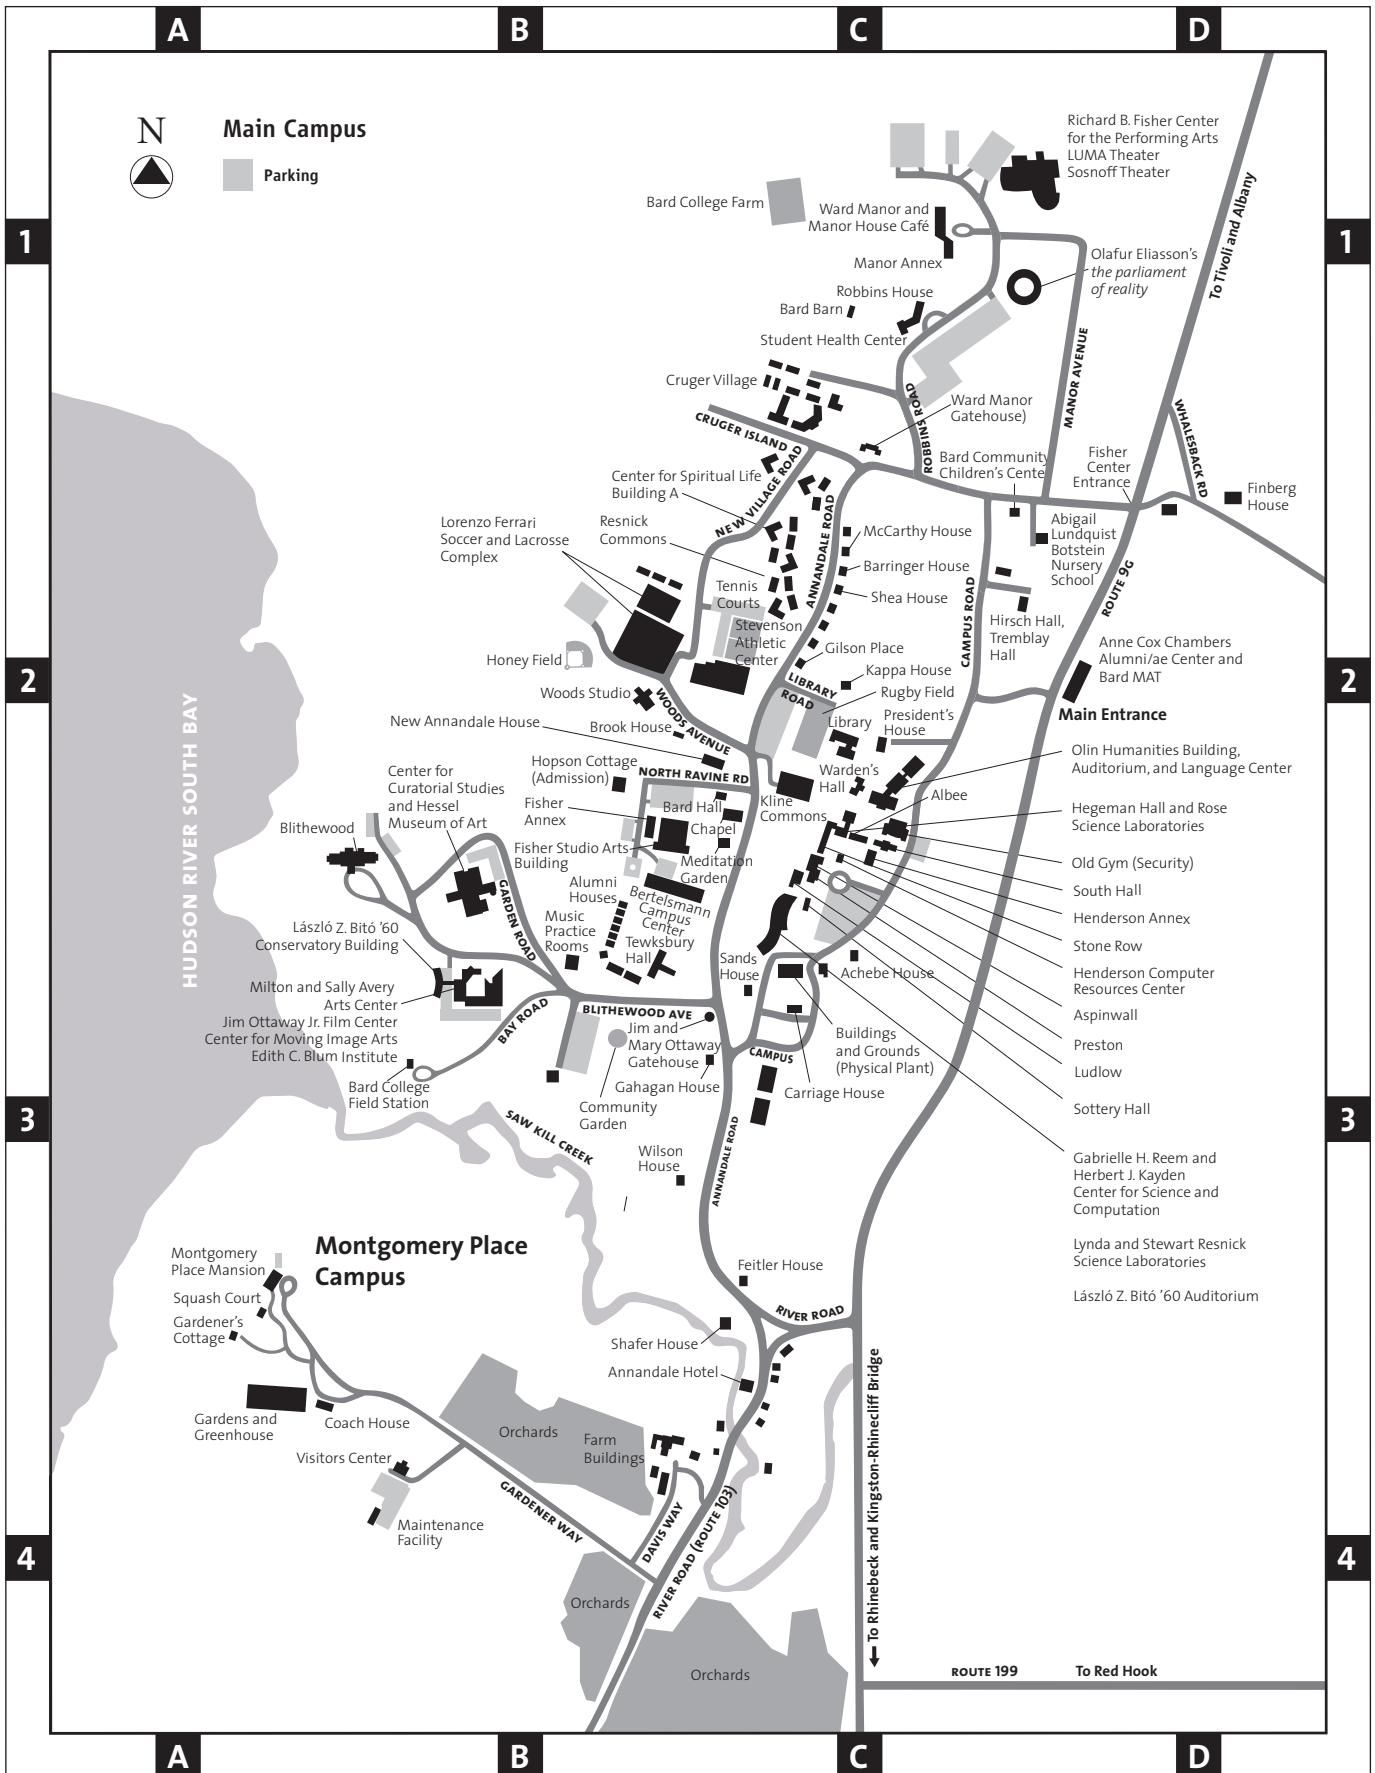 A
B
C
D
N
Main Campus
Parking
Richard B. Fisher Center
for the Performing Arts
LUMA Theater
Sosnoff Theater
Bard College Farm
Ward Manor and
Manor House Café
1
1
Manor Annex
Olafur Eliasson's
the parliament
of reality
To Tivoli and Albany
Robbins House
Bard Barn
Student Health Center
MANOR AVENUE
Cruger Village
ROBBINS ROAD
Ward Manor
Gatehouse)
WHALESBACK RD
CRUGER ISLAND
NEW VILLAGE ROAD
Bard Community
Children's Cente
Fisher
Center
Entrance
Finberg
House
Center for Spiritual Life
Building A
Lorenzo Ferrari
Soccer and Lacrosse
Complex
Resnick
Commons
ANNANDALE ROAD
McCarthy House
Abigail
Lundquist
Botstein
Nursery
School
Barringer House
ROUTE 9G
Tennis
Courts
Shea House
CAMPUS ROAD
Hirsch Hall,
Tremblay
Hall
Stevenson
Athletic
Center
Anne Cox Chambers
Alumni/ae Center and
Bard MAT
Honey Field
Gilson Place
2
2
Kappa House
LIBRARY
ROAD
Woods Studio
WOODS AVENUE
Rugby Field
Main Entrance
New Annandale House
Brook House
Library
President's
House
HUDSON RIVER SOUTH BAY
Olin Humanities Building,
Auditorium, and Language Center
Hopson Cottage
(Admission)
NORTH RAVINE RD
Warden's
Hall
Center for
Curatorial Studies
and Hessel
Museum of Art
Fisher
Annex
Bard Hall
Kline
Commons
Albee
Hegeman Hall and Rose
Science Laboratories
Blithewood
Chapel
Fisher Studio Arts
Building
Meditation
Garden
Old Gym (Security)
GARDEN ROAD
Alumni
Houses
Bertelsmann
Campus
Center
South Hall
Henderson Annex
Music
Practice
Rooms
László Z. Bitó '60
Conservatory Building
Tewksbury
Hall
Stone Row
Sands
House
Achebe House
Henderson Computer
Resources Center
Milton and Sally Avery
Arts Center
Jim Ottaway Jr. Film Center
Center for Moving Image Arts
Edith C. Blum Institute
BAY ROAD
BLITHEWOOD AVE
Aspinwall
Jim and
Mary Ottaway
Gatehouse
Buildings
and Grounds
(Physical Plant)
Preston
CAMPUS
Ludlow
Bard College
Field Station
Gahagan House
Carriage House
Community
Garden
Sottery Hall
3
3
SAW KILL CREEK
ANNANDALE ROAD
Wilson
House
Gabrielle H. Reem and
Herbert J. Kayden
Center for Science and
Computation
Montgomery Place
Campus
Lynda and Stewart Resnick
Science Laboratories
Montgomery
Place Mansion
Feitler House
László Z. Bitó '60 Auditorium
Squash Court
RIVER ROAD
Gardener's
Cottage
Shafer House
Annandale Hotel
To Rhinebeck and Kingston-Rhinecliff Bridge
Gardens and
Greenhouse
Coach House
Orchards
Farm
Buildings
Visitors Center
GARDENER WAY
Maintenance
Facility
DAVIS WAY
RIVER ROAD (ROUTE 103)
4
4
Orchards
Orchards
ROUTE 199
To Red Hook
A
B
C
D